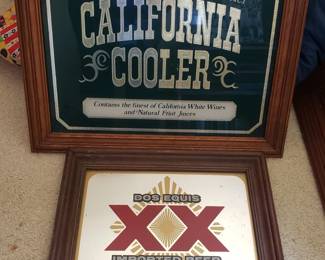 CALIFORNIA
COOLER
Contains the finest of California White Wines
and Natural Fruit Juices
DOS EQUIS
XX
IMPORTED BEER